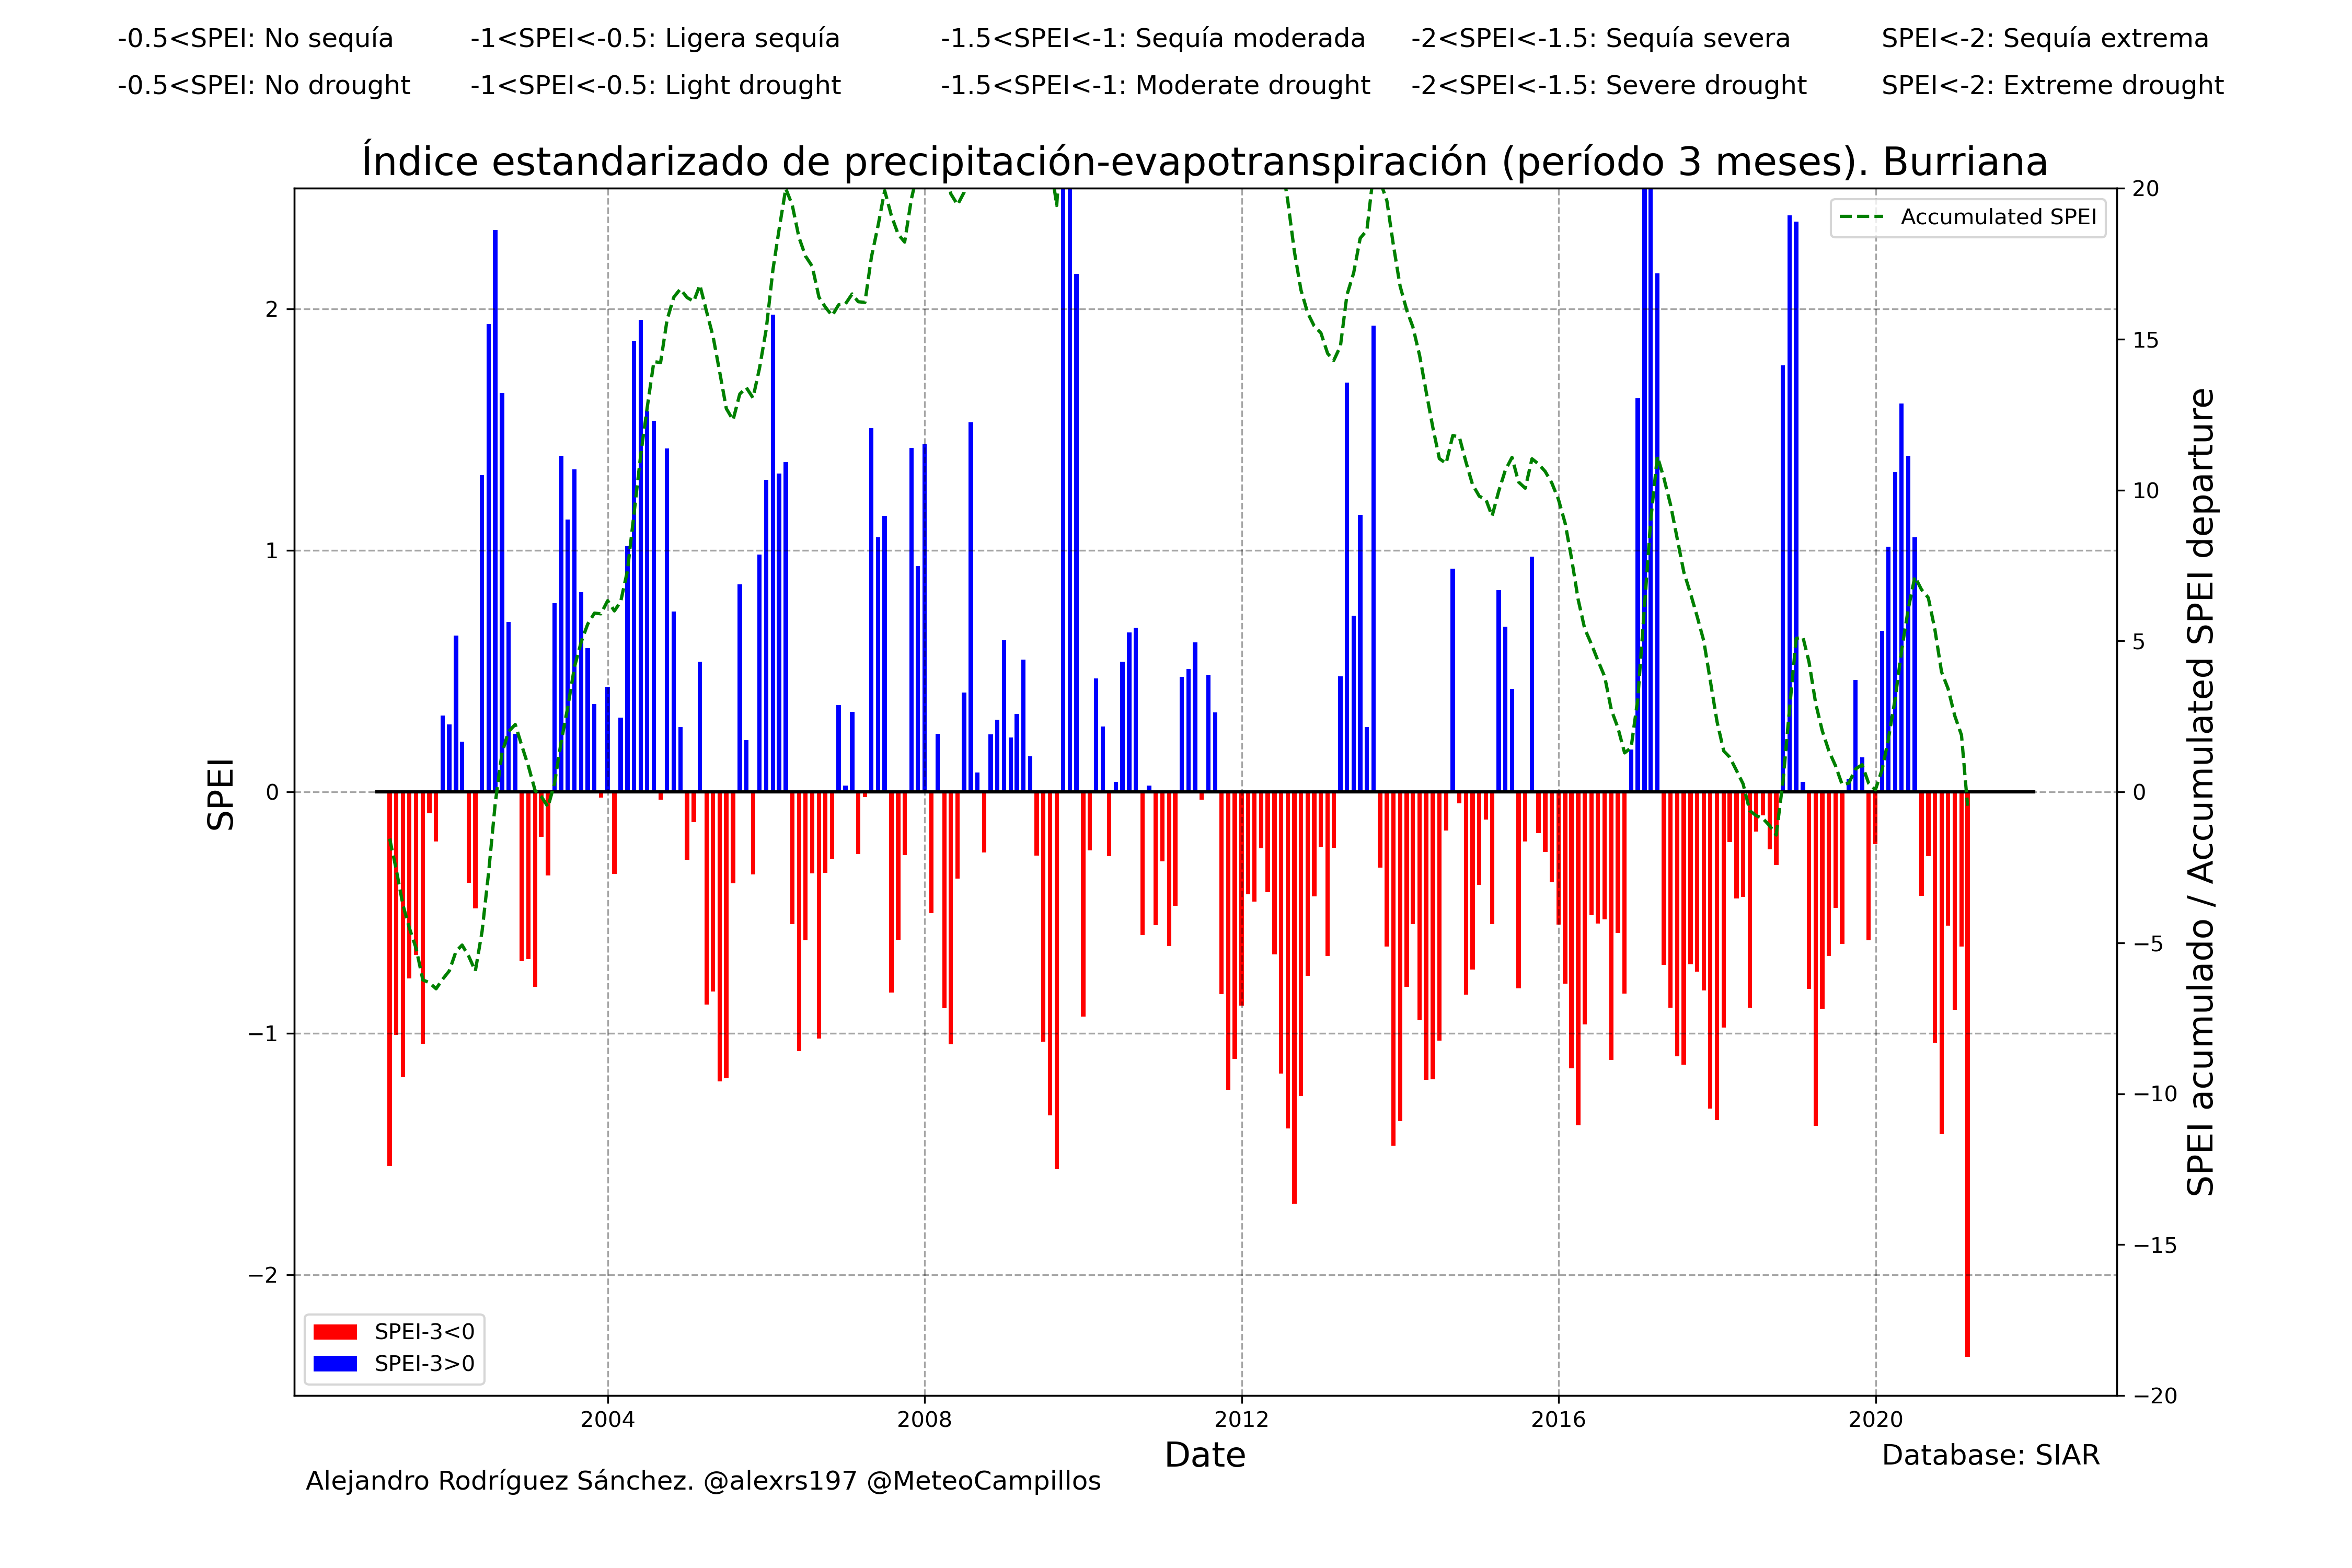 -0.5<SPEI: No sequía -1<SPEI<-0.5: Ligera sequía -1.5<SPEI<-1: Sequía moderada -2<SPEI<-1.5: Sequía severa SPEI<-2: Sequía extrema
-0.5<SPEI: No drought -1<SPEI<-0.5: Light drought -1.5<SPEI<-1: Moderate drought -2<SPEI<-1.5: Severe drought SPEI<-2: Extreme drought
Índice estandarizado de precipitación-evapotranspiración (período 3 meses). Burriana
Accumulated SPEI
SPEI
2
1
0
−1
−2
20
15
10
5
0
−5
−10
−15
−20
SPEI acumulado / Accumulated SPEI departure
SPEI-3<0
SPEI-3>0
2004 2008 2012 2016 2020
Date
Database: SIAR
Alejandro Rodríguez Sánchez. @alexrs197 @MeteoCampillos